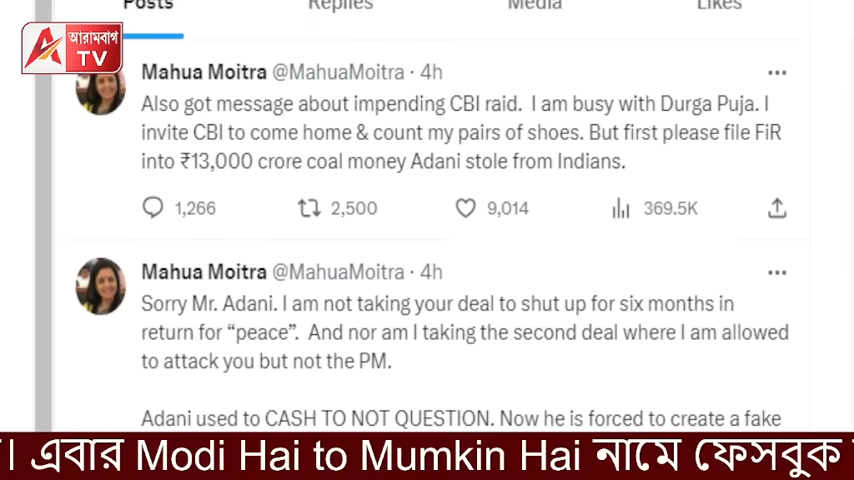 Posts Replies Media Likes
আরামবাগ
TV
Mahua Moitra @MahuaMoitra · 4h
Also got message about impending CBI raid. I am busy with Durga Puja. I
invite CBI to come home & count my pairs of shoes. But first please file FiR
into ₹13,000 crore coal money Adani stole from Indians.
1,266 2,500 9,014 369.5K
Mahua Moitra @MahuaMoitra · 4h
Sorry Mr. Adani. I am not taking your deal to shut up for six months in
return for “peace”. And nor am I taking the second deal where I am allowed
to attack you but not the PM.
Adani used to CASH TO NOT QUESTION. Now he is forced to create a fake
। এবার Modi Hai to Mumkin Hai নামে ফেসবুক